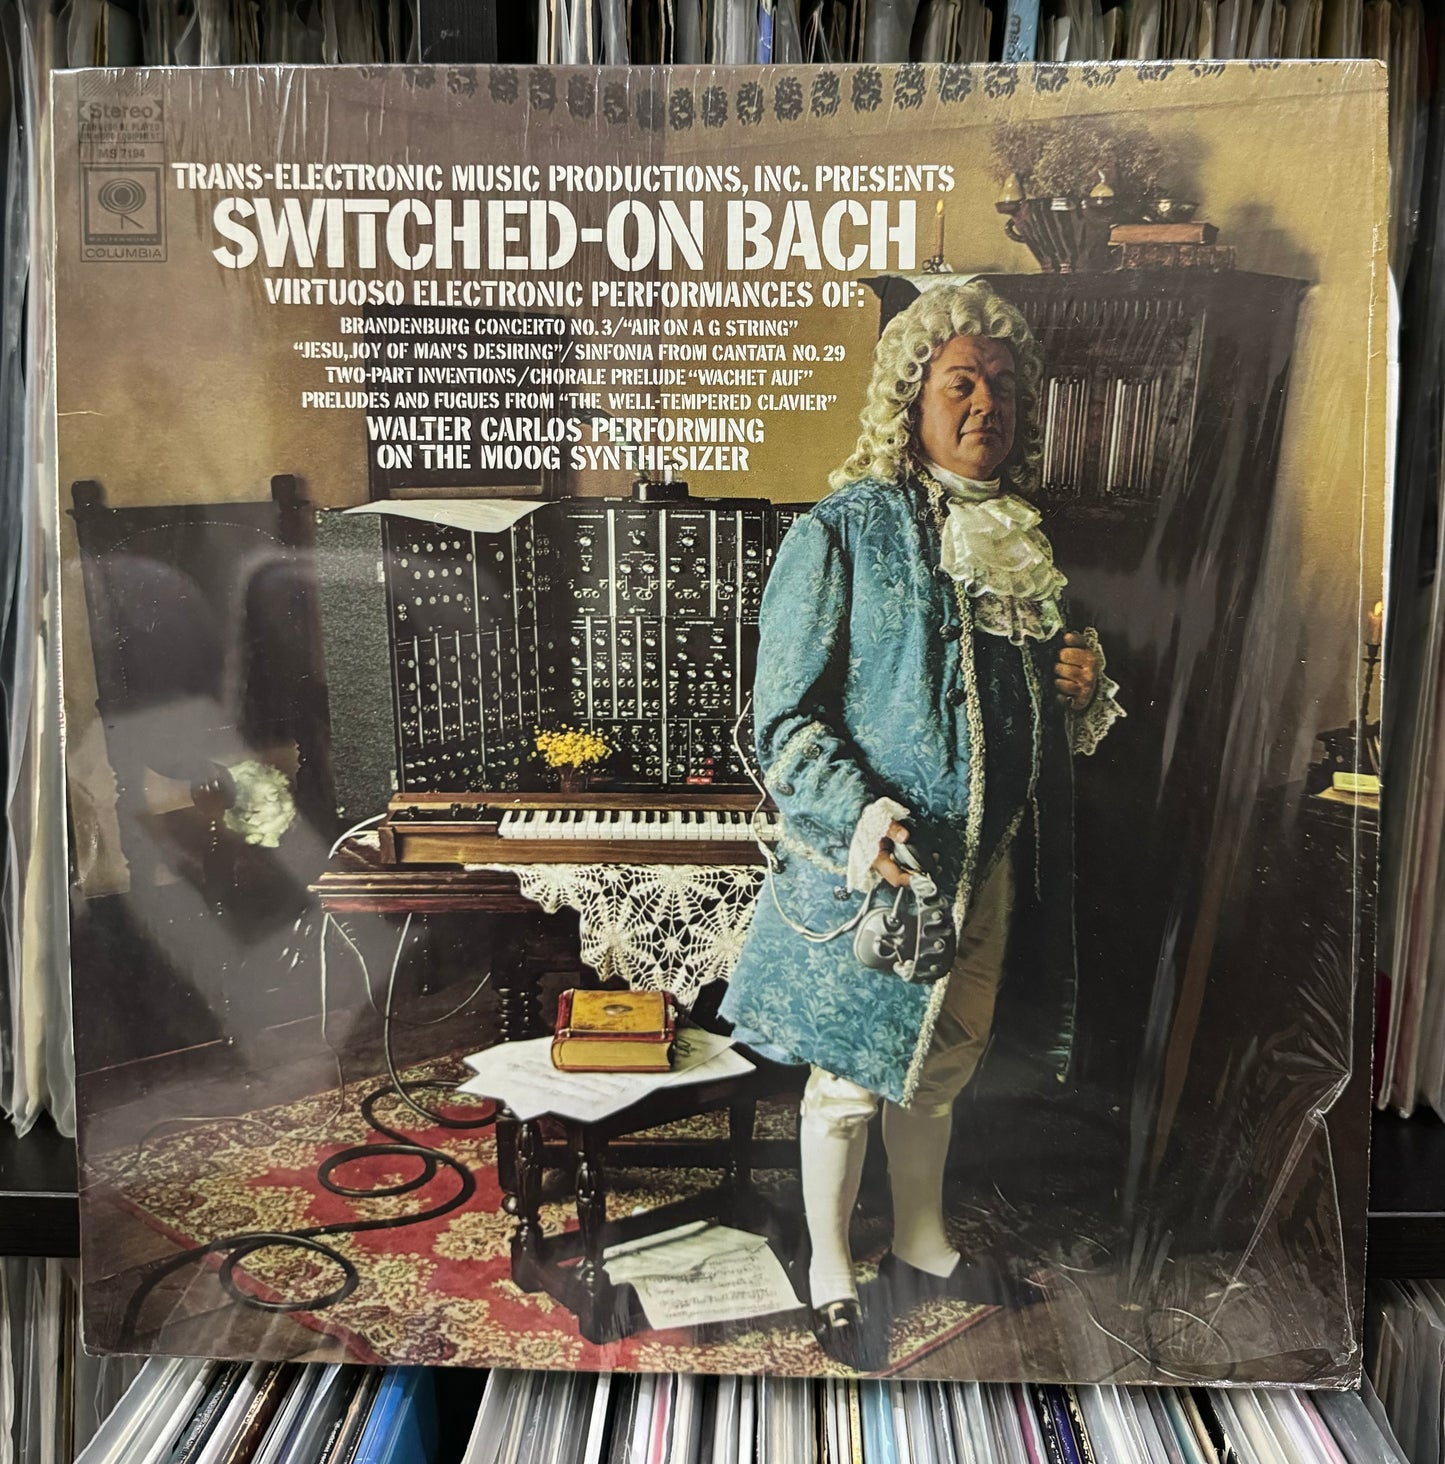 Stereo
MS 7194
MASTERWORKS
COLUMBIA
TRANS-ELECTRONIC MUSIC PRODUCTIONS, INC. PRESENTS
SWITCHED-ON BACH
VIRTUOSO ELECTRONIC PERFORMANCES OF:
BRANDENBURG CONCERTO NO. 3/“AIR ON A G STRING”
“JESU, JOY OF MAN’S DESIRING”/SINFONIA FROM CANTATA NO. 29
TWO-PART INVENTIONS/CHORALE PRELUDE “WACHET AUF”
PRELUDES AND FUGUES FROM “THE WELL-TEMPERED CLAVIER”
WALTER CARLOS PERFORMING
ON THE MOOG SYNTHESIZER